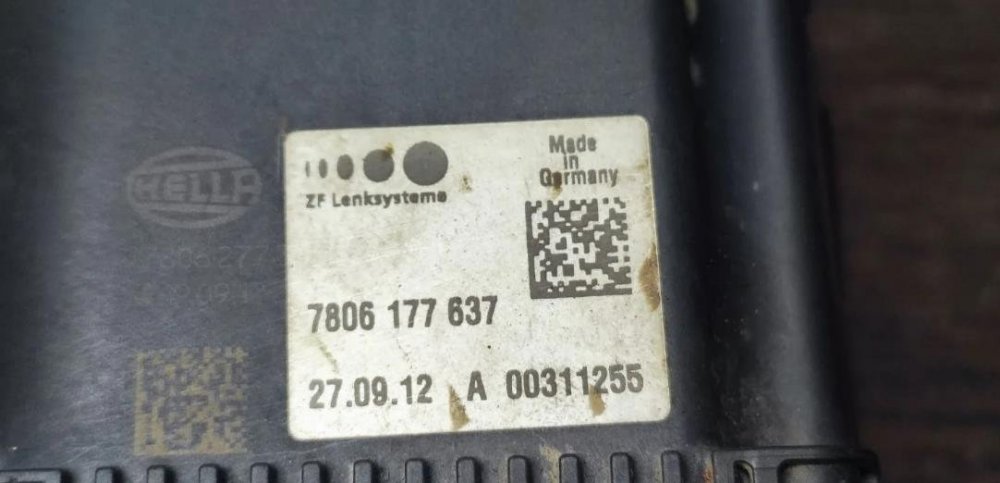 HELLA
ZF Lenksysteme
Made
in
Germany
7806 177 637
27.09.12 A 00311255